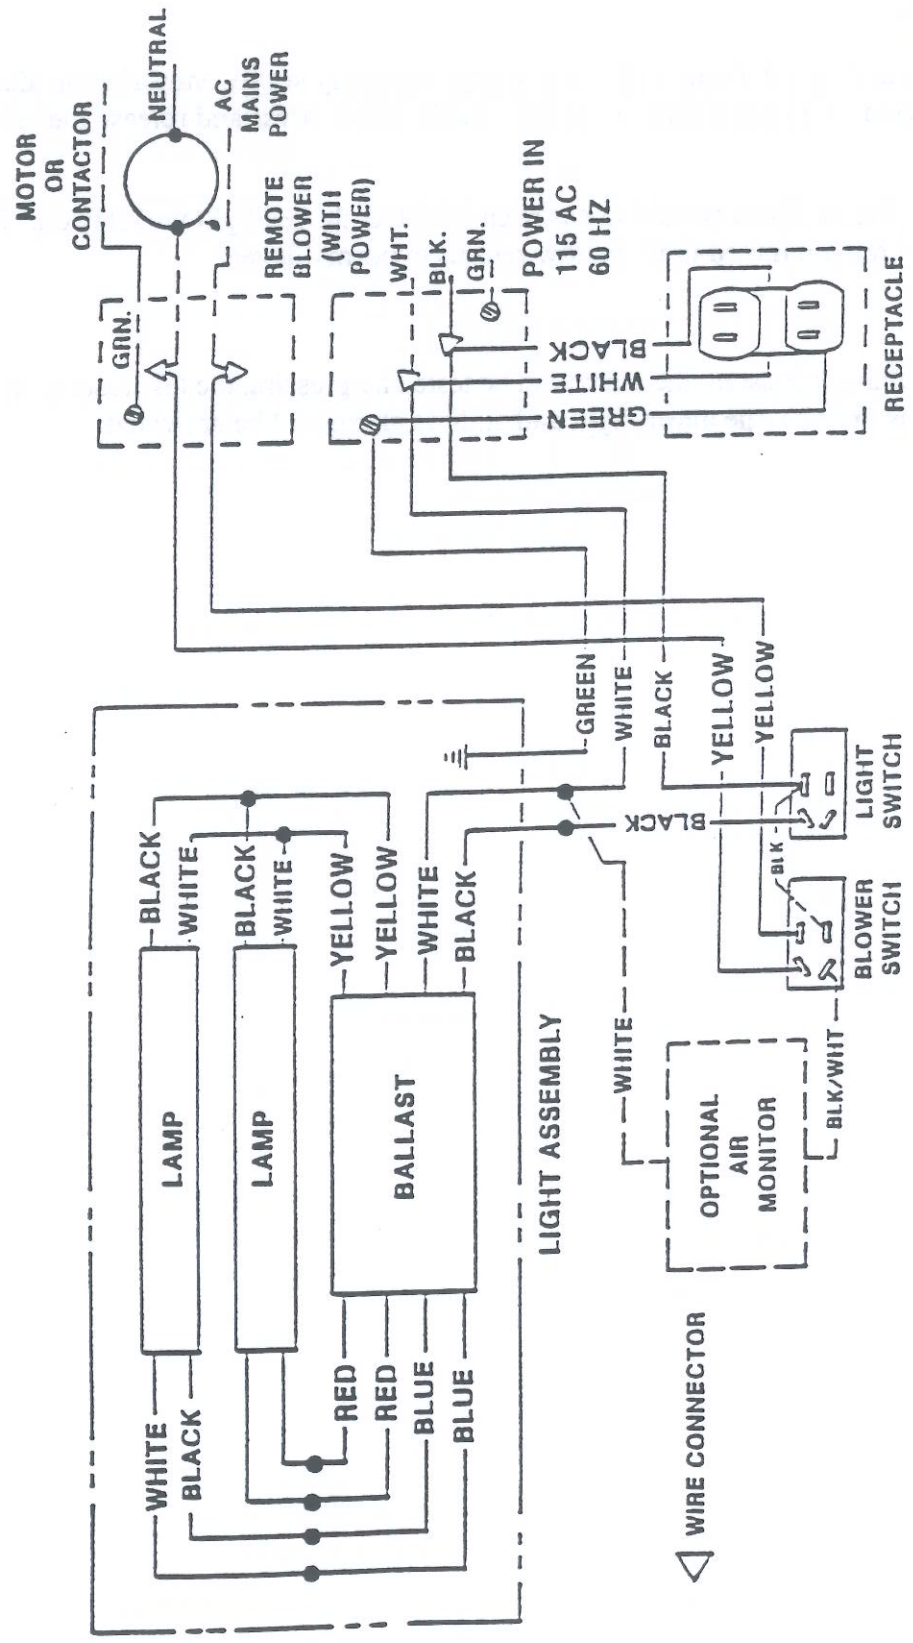 MOTOR
OR
CONTACTOR
NEUTRAL
AC
MAINS
POWER
GRN.
REMOTE
BLOWER
(WITH
POWER)
WHT.
BLK.
GRN.
POWER IN
115 AC
60 HZ
BLACK
WHITE
GREEN
RECEPTACLE
GREEN
WHITE
BLACK
YELLOW
YELLOW
BLACK
WHITE
BLACK
WHITE
YELLOW
YELLOW
WHITE
BLACK
BLACK
BLK
LIGHT
SWITCH
BLOWER
SWITCH
LAMP
LAMP
BALLAST
LIGHT ASSEMBLY
WHITE
OPTIONAL
AIR
MONITOR
BLK/WHT
WHITE
BLACK
RED
RED
BLUE
BLUE
WIRE CONNECTOR